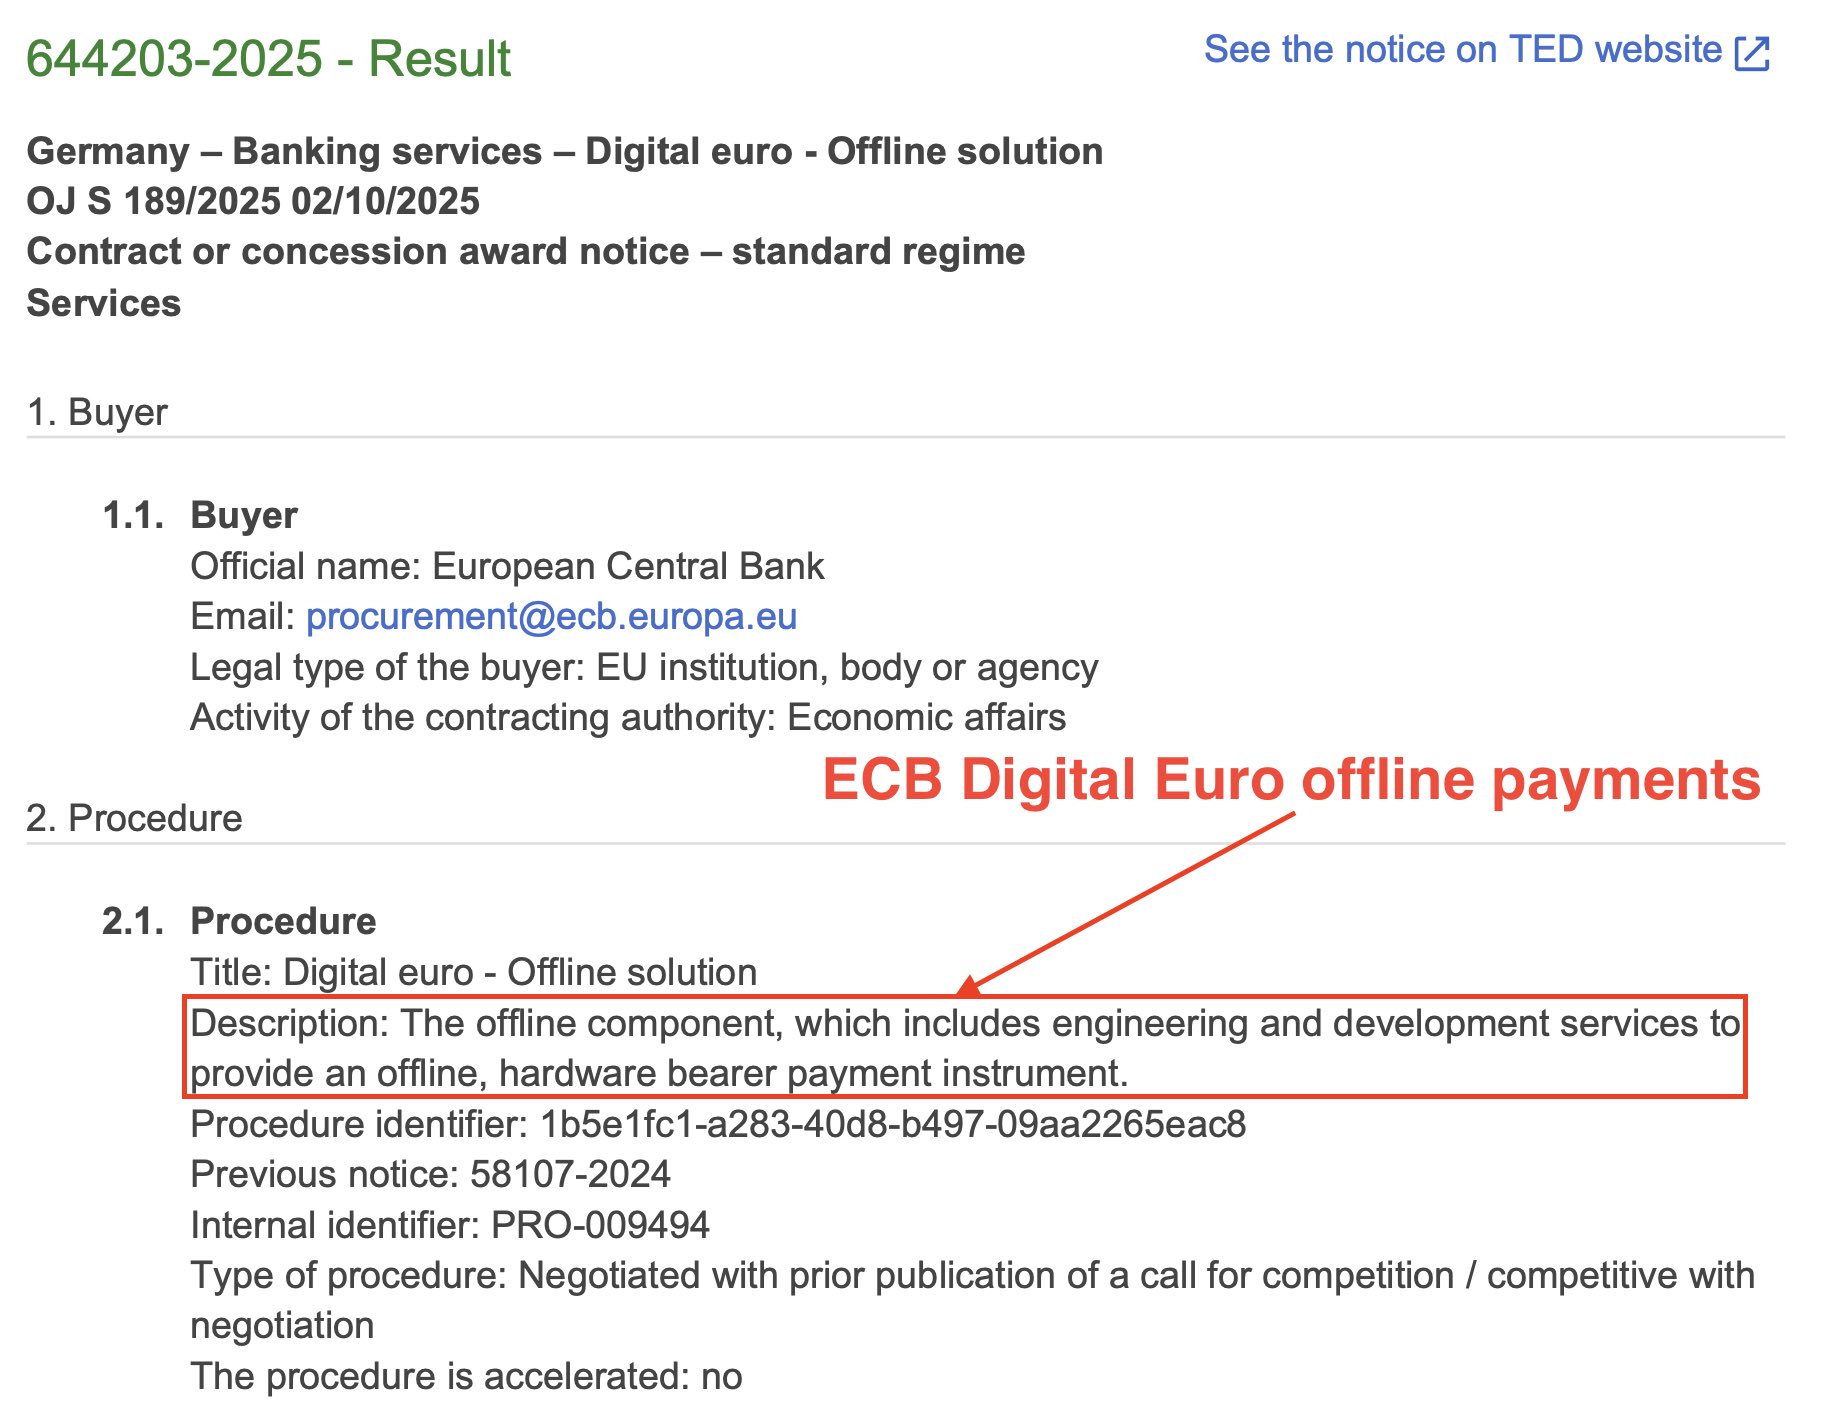 644203-2025 - Result
See the notice on TED website
Germany – Banking services – Digital euro - Offline solution
OJ S 189/2025 02/10/2025
Contract or concession award notice – standard regime
Services
1. Buyer
1.1. Buyer
Official name: European Central Bank
Email: procurement@ecb.europa.eu
Legal type of the buyer: EU institution, body or agency
Activity of the contracting authority: Economic affairs
ECB Digital Euro offline payments
2. Procedure
2.1. Procedure
Title: Digital euro - Offline solution
Description: The offline component, which includes engineering and development services to
provide an offline, hardware bearer payment instrument.
Procedure identifier: 1b5e1fc1-a283-40d8-b497-09aa2265eac8
Previous notice: 58107-2024
Internal identifier: PRO-009494
Type of procedure: Negotiated with prior publication of a call for competition / competitive with
negotiation
The procedure is accelerated: no